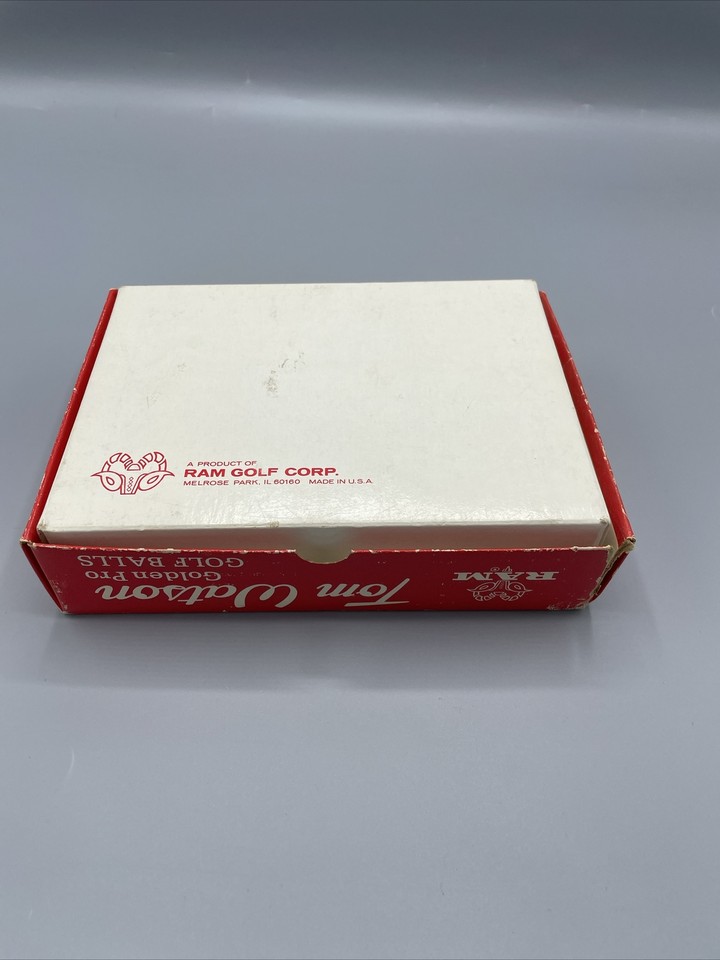 A PRODUCT OF
RAM GOLF CORP.
MELROSE PARK, IL 60160 MADE IN U.S.A
RAM
Tom Watson
Golden Pro
GOLF BALLS